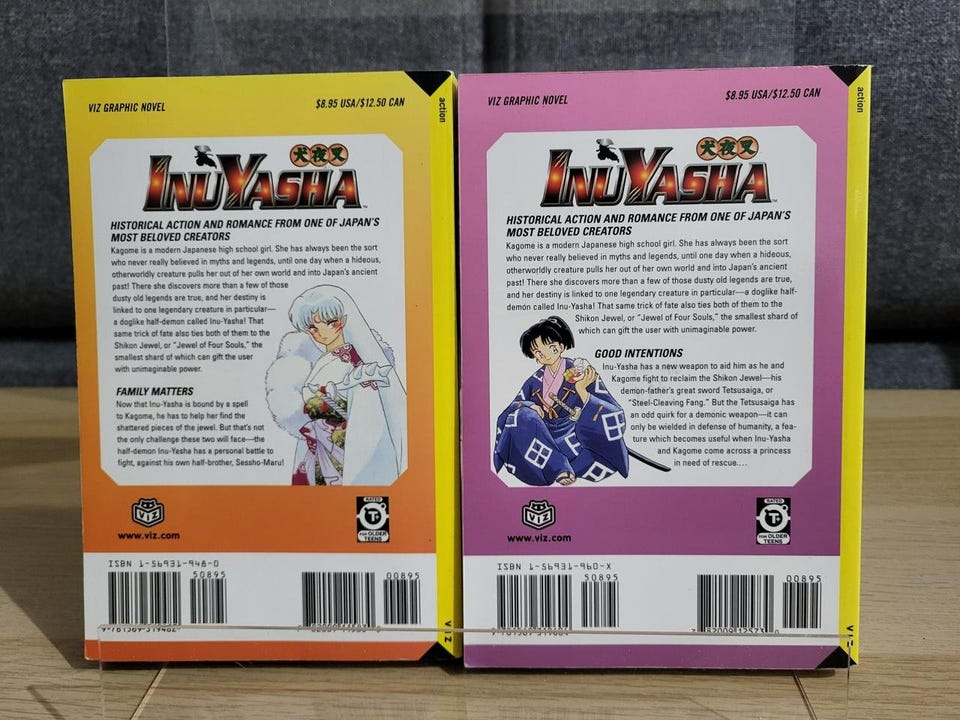 VIZ GRAPHIC NOVEL
$8.95 USA/$12.50 CAN
action
犬夜叉
INUYASHA
TM
HISTORICAL ACTION AND ROMANCE FROM ONE OF JAPAN'S
MOST BELOVED CREATORS
Kagome is a modern Japanese high school girl. She has always been the sort
who never really believed in myths and legends, until one day when a hideous,
otherworldly creature pulls her out of her own world and into Japan's ancient
past! There she discovers more than a few of those
dusty old legends are true, and her destiny is
linked to one legendary creature in particular—
a doglike half-demon called Inu-Yasha! That
same trick of fate also ties both of them to the
Shikon Jewel, or "Jewel of Four Souls," the
smallest shard of which can gift the user
with unimaginable power.
FAMILY MATTERS
Now that Inu-Yasha is bound by a spell
to Kagome, he has to help her find the
shattered pieces of the jewel. But that's not
the only challenge these two will face—the
half-demon Inu-Yasha has a personal battle to
fight, against his own half-brother, Sessho-Maru!
VIZ
www.viz.com
RATED
T+
FOR OLDER
TEENS
ISBN 1-56931-948-0
50895
00895
VIZ
VIZ GRAPHIC NOVEL
$8.95 USA/$12.50 CAN
action
犬夜叉
INUYASHA
TM
HISTORICAL ACTION AND ROMANCE FROM ONE OF JAPAN'S
MOST BELOVED CREATORS
Kagome is a modern Japanese high school girl. She has always been the sort
who never really believed in myths and legends, until one day when a hideous,
otherworldly creature pulls her out of her own world and into Japan's ancient
past! There she discovers more than a few of those dusty old legends are true,
and her destiny is linked to one legendary creature in particular—a doglike half-
demon called Inu-Yasha! That same trick of fate also ties both of them to the
Shikon Jewel, or "Jewel of Four Souls," the smallest shard of
which can gift the user with unimaginable power.
GOOD INTENTIONS
Inu-Yasha has a new weapon to aid him as he and
Kagome fight to reclaim the Shikon Jewel—his
demon-father's great sword Tetsusaiga, or
"Steel-Cleaving Fang." But the Tetsusaiga has
an odd quirk for a demonic weapon—it can
only be wielded in defense of humanity, a fea-
ture which becomes useful when Inu-Yasha
and Kagome come across a princess
in need of rescue....
VIZ
www.viz.com
RATED
T+
FOR OLDER
TEENS
ISBN 1-56931-960-X
50895
00895
VIZ